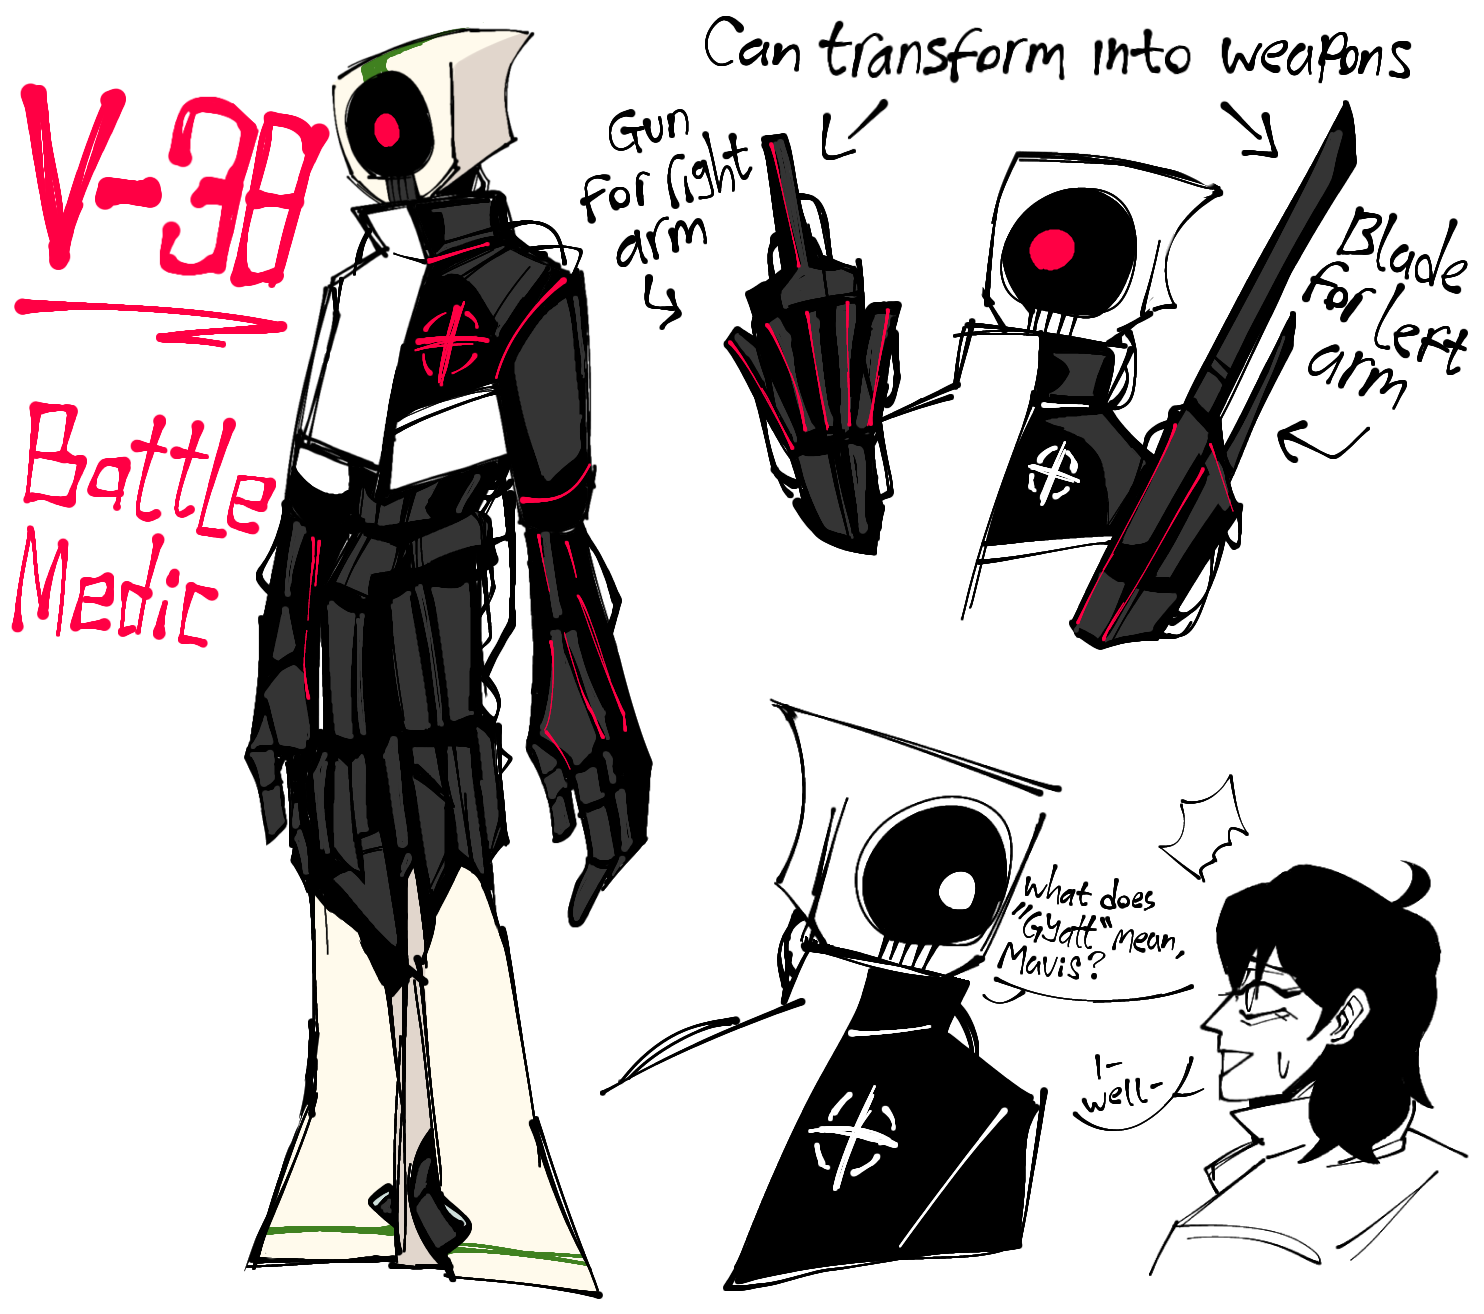 V-38
Battle
Medic
Can transform into weapons
Gun
for right
arm
Blade
for left
arm
What does
"Gyatt" mean,
Mavis?
I-
well-